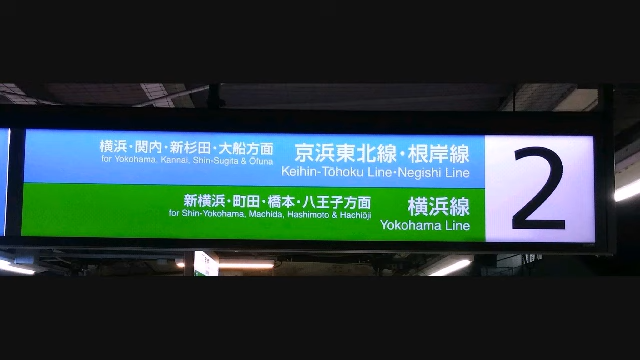 横浜・関内・新杉田・大船方面 京浜東北線・根岸線
for Yokohama, Kannai, Shin-Sugita & Ōfuna Keihin-Tōhoku Line・Negishi Line
新横浜・町田・橋本・八王子方面 横浜線
for Shin-Yokohama, Machida, Hashimoto & Hachiōji Yokohama Line
2